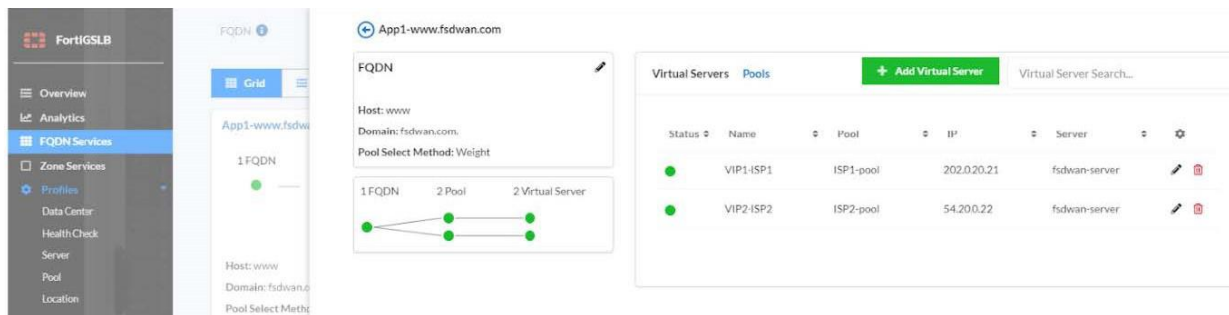 FortiGSLB
Overview
Analytics
FQDN Services
Zone Services
Profiles
Data Center
Health Check
Server
Pool
Location
FQDN
Grid
App1-www.fsdwa
1 FQDN
Host: www
Domain: fsdwan.c
Pool Select Metho
App1-www.fsdwan.com
FQDN
Host: www
Domain: fsdwan.com.
Pool Select Method: Weight
1 FQDN 2 Pool 2 Virtual Server
Virtual Servers Pools + Add Virtual Server Virtual Server Search...
Status Name Pool IP Server
VIP1-ISP1 ISP1-pool 202.0.20.21 fsdwan-server
VIP2-ISP2 ISP2-pool 54.20.0.22 fsdwan-server